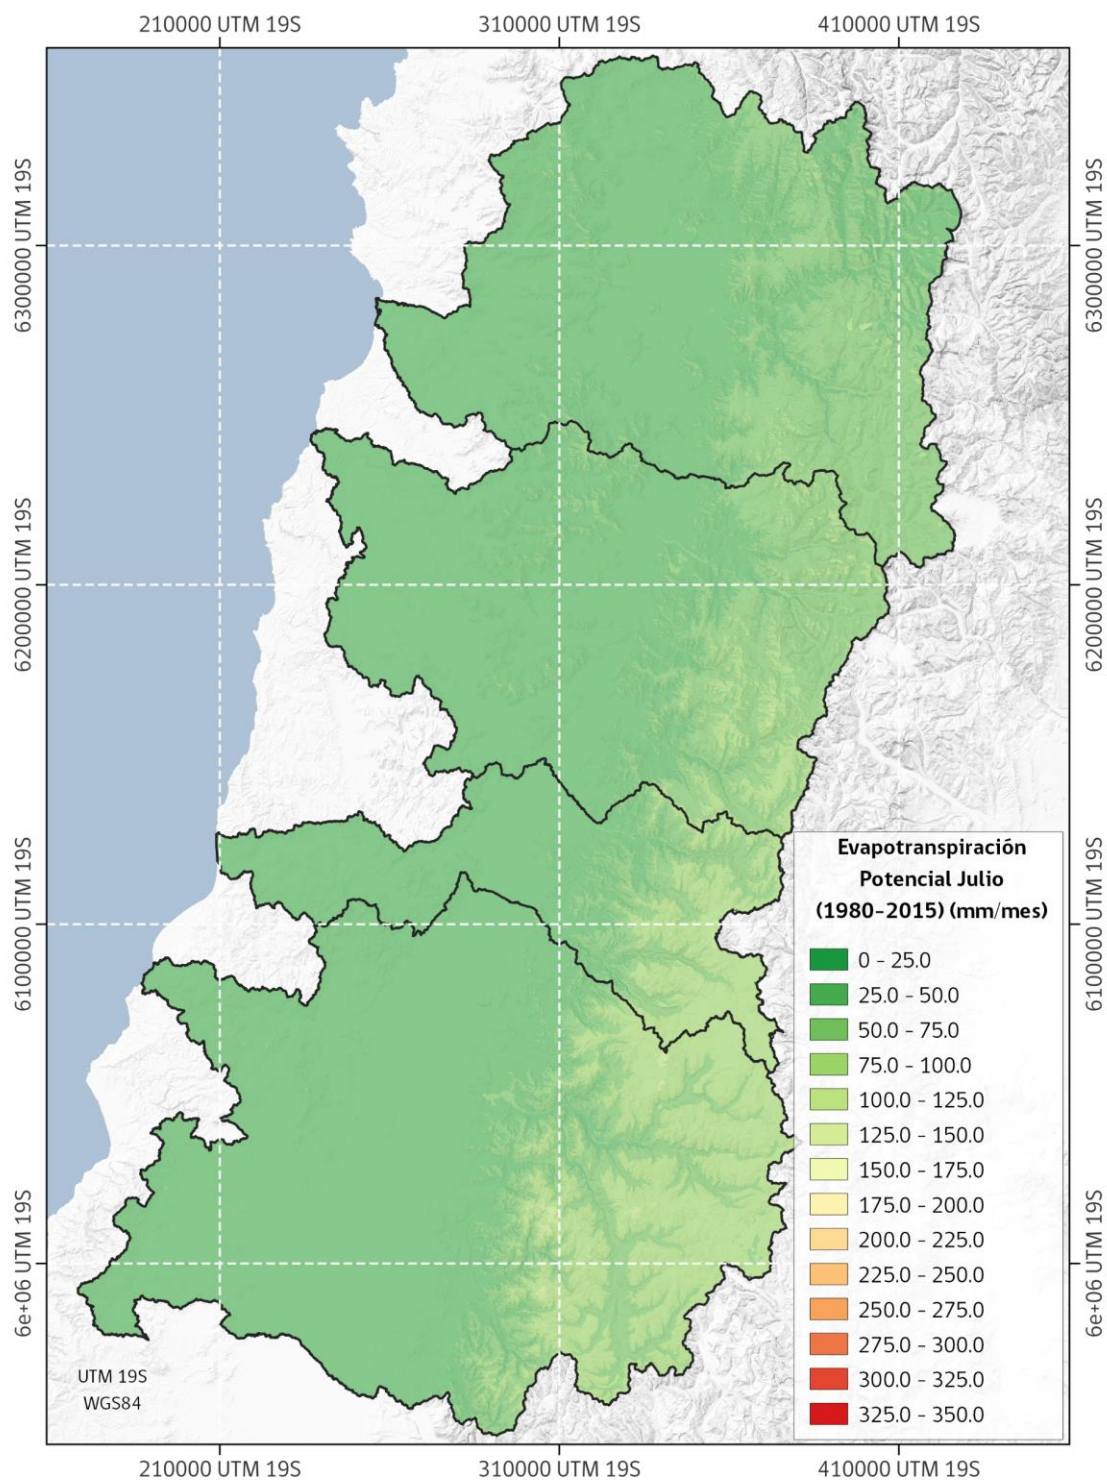 210000 UTM 19S
310000 UTM 19S
410000 UTM 19S
6300000 UTM 19S
6300000 UTM 19S
6200000 UTM 19S
6200000 UTM 19S
6100000 UTM 19S
6100000 UTM 19S
6e+06 UTM 19S
6e+06 UTM 19S
Evapotranspiración
Potencial Julio
(1980-2015) (mm/mes)
0 - 25.0
25.0 - 50.0
50.0 - 75.0
75.0 - 100.0
100.0 - 125.0
125.0 - 150.0
150.0 - 175.0
175.0 - 200.0
200.0 - 225.0
225.0 - 250.0
250.0 - 275.0
275.0 - 300.0
300.0 - 325.0
325.0 - 350.0
UTM 19S
WGS84
210000 UTM 19S
310000 UTM 19S
410000 UTM 19S